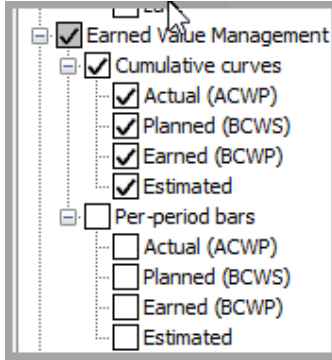 Earned Value Management
Cumulative curves
Actual (ACWP)
Planned (BCWS)
Earned (BCWP)
Estimated
Per-period bars
Actual (ACWP)
Planned (BCWS)
Earned (BCWP)
Estimated